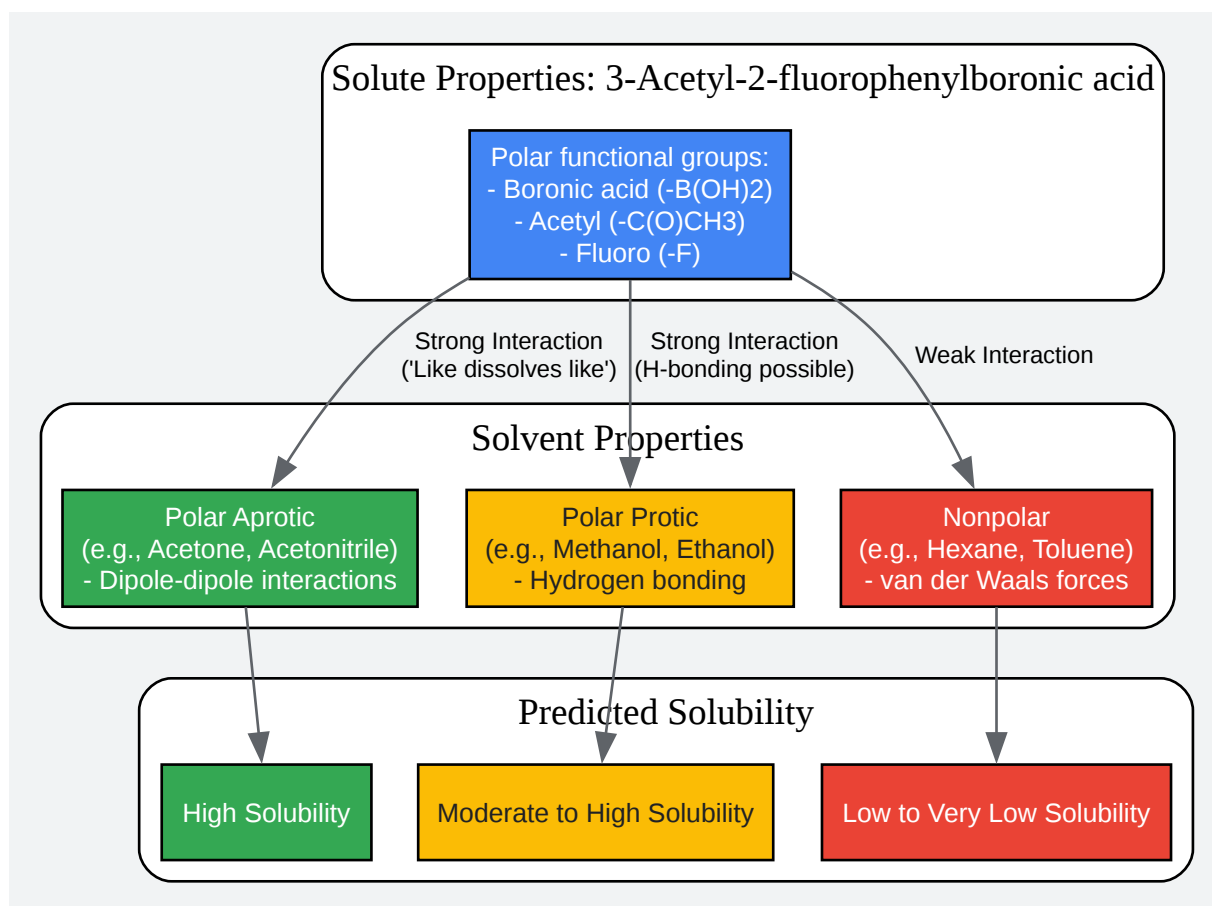 Solute Properties: 3-Acetyl-2-fluorophenylboronic acid
Polar functional groups:
- Boronic acid (-B(OH)2)
- Acetyl (-C(O)CH3)
- Fluoro (-F)
Strong Interaction
('Like dissolves like')
Strong Interaction
(H-bonding possible)
Weak Interaction
Solvent Properties
Polar Aprotic
(e.g., Acetone, Acetonitrile)
- Dipole-dipole interactions
Polar Protic
(e.g., Methanol, Ethanol)
- Hydrogen bonding
Nonpolar
(e.g., Hexane, Toluene)
- van der Waals forces
Predicted Solubility
High Solubility
Moderate to High Solubility
Low to Very Low Solubility